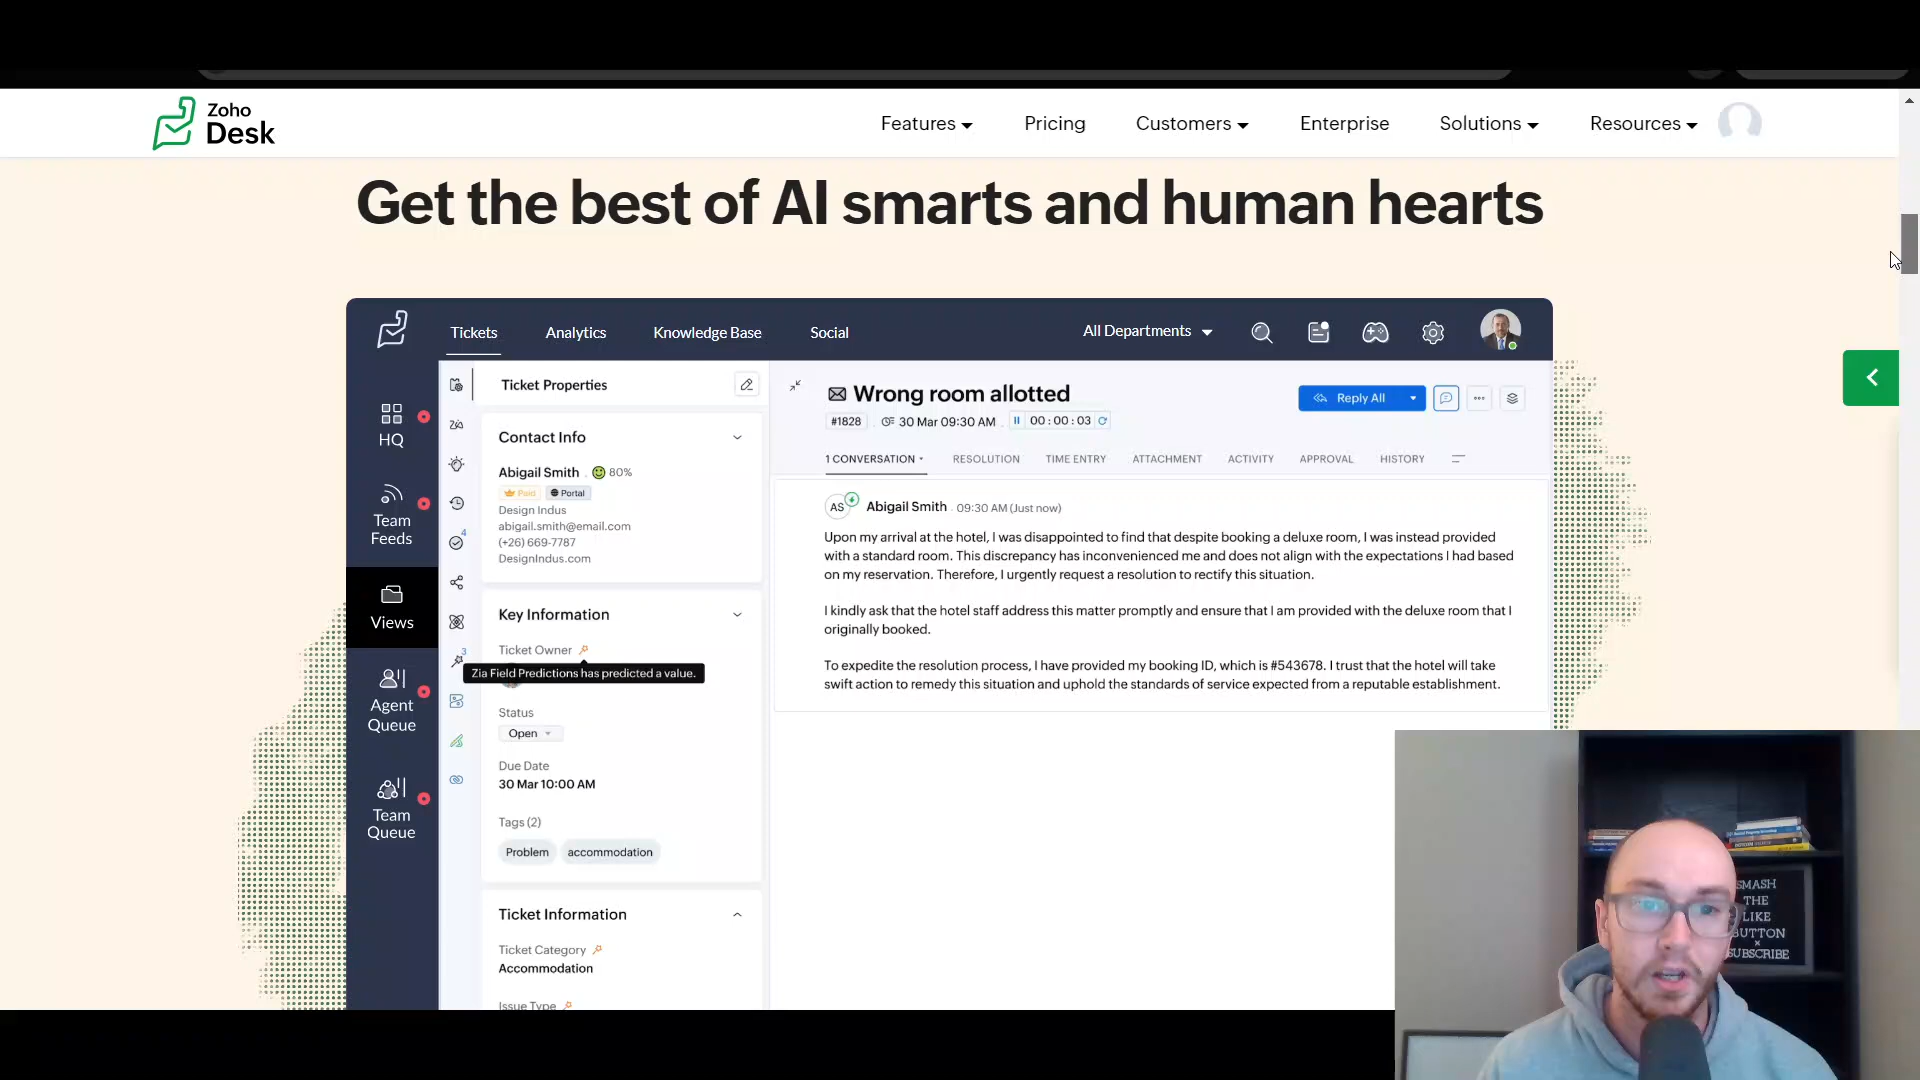 Zoho
Desk
Features
Pricing
Customers
Enterprise
Solutions
Resources
Get the best of AI smarts and human hearts
Tickets
Analytics
Knowledge Base
Social
All Departments
HQ
Team
Feeds
Views
Agent
Queue
Team
Queue
Zia
4
3
Ticket Properties
Contact Info
Abigail Smith . 80%
Paid
Portal
Design Indus
abigail.smith@email.com
(+26) 669-7787
DesignIndus.com
Key Information
Ticket Owner
Zia Field Predictions has predicted a value.
Status
Open
Due Date
30 Mar 10:00 AM
Tags (2)
Problem
accommodation
Ticket Information
Ticket Category
Accommodation
Issue Type
Wrong room allotted
Reply All
#1828 . 30 Mar 09:30 AM
00 : 00 : 03
1 CONVERSATION
RESOLUTION
TIME ENTRY
ATTACHMENT
ACTIVITY
APPROVAL
HISTORY
AS
Abigail Smith . 09:30 AM (Just now)
Upon my arrival at the hotel, I was disappointed to find that despite booking a deluxe room, I was instead provided
with a standard room. This discrepancy has inconvenienced me and does not align with the expectations I had based
on my reservation. Therefore, I urgently request a resolution to rectify this situation.
I kindly ask that the hotel staff address this matter promptly and ensure that I am provided with the deluxe room that I
originally booked.
To expedite the resolution process, I have provided my booking ID, which is #543678. I trust that the hotel will take
swift action to remedy this situation and uphold the standards of service expected from a reputable establishment.
SMASH
THE
LIKE
BUTTON
×
SUBSCRIBE